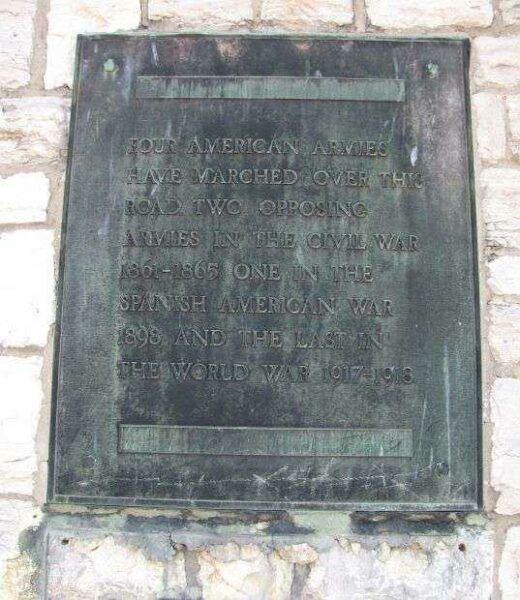 FOUR AMERICAN ARMIES
HAVE MARCHED OVER THIS
ROAD TWO OPPOSING
ARMIES IN THE CIVIL WAR
1861-1865 ONE IN THE
SPANISH AMERICAN WAR
1898 AND THE LAST IN
THE WORLD WAR 1917-1918